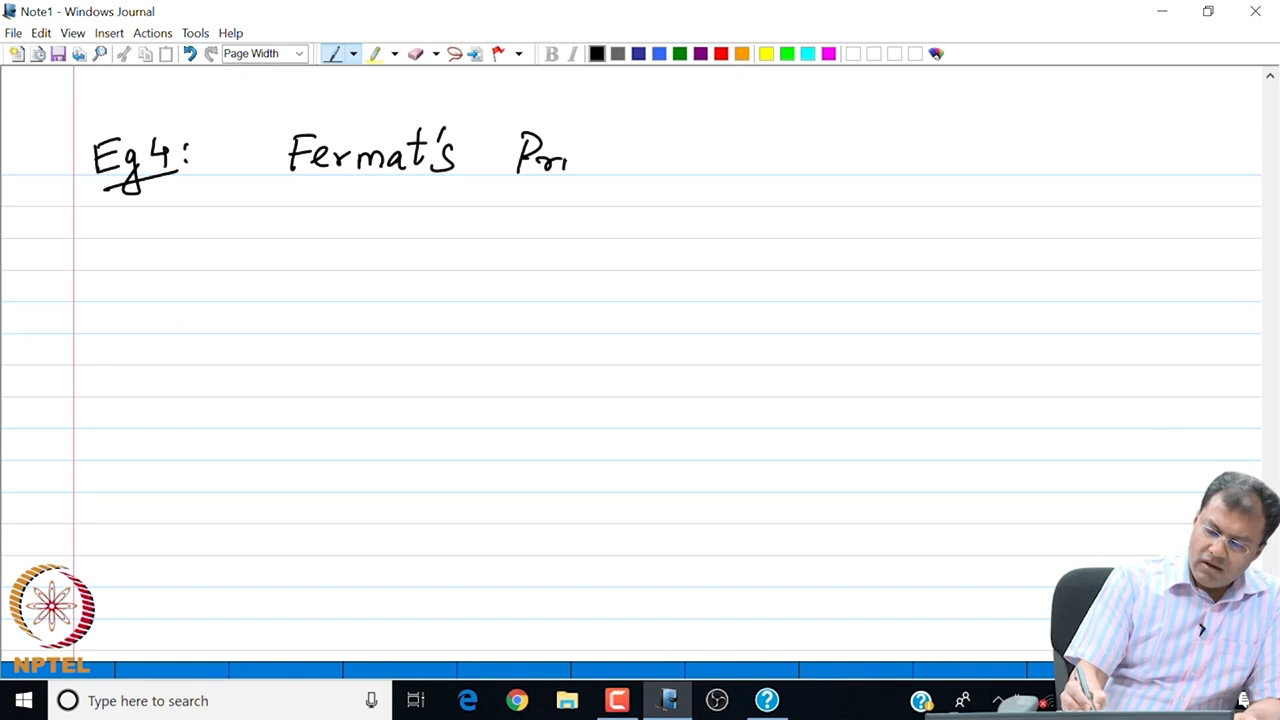 Note1 - Windows Journal
File Edit View Insert Actions Tools Help
Page Width B I
Eg 4: Fermat's Pri
NPTEL
Type here to search